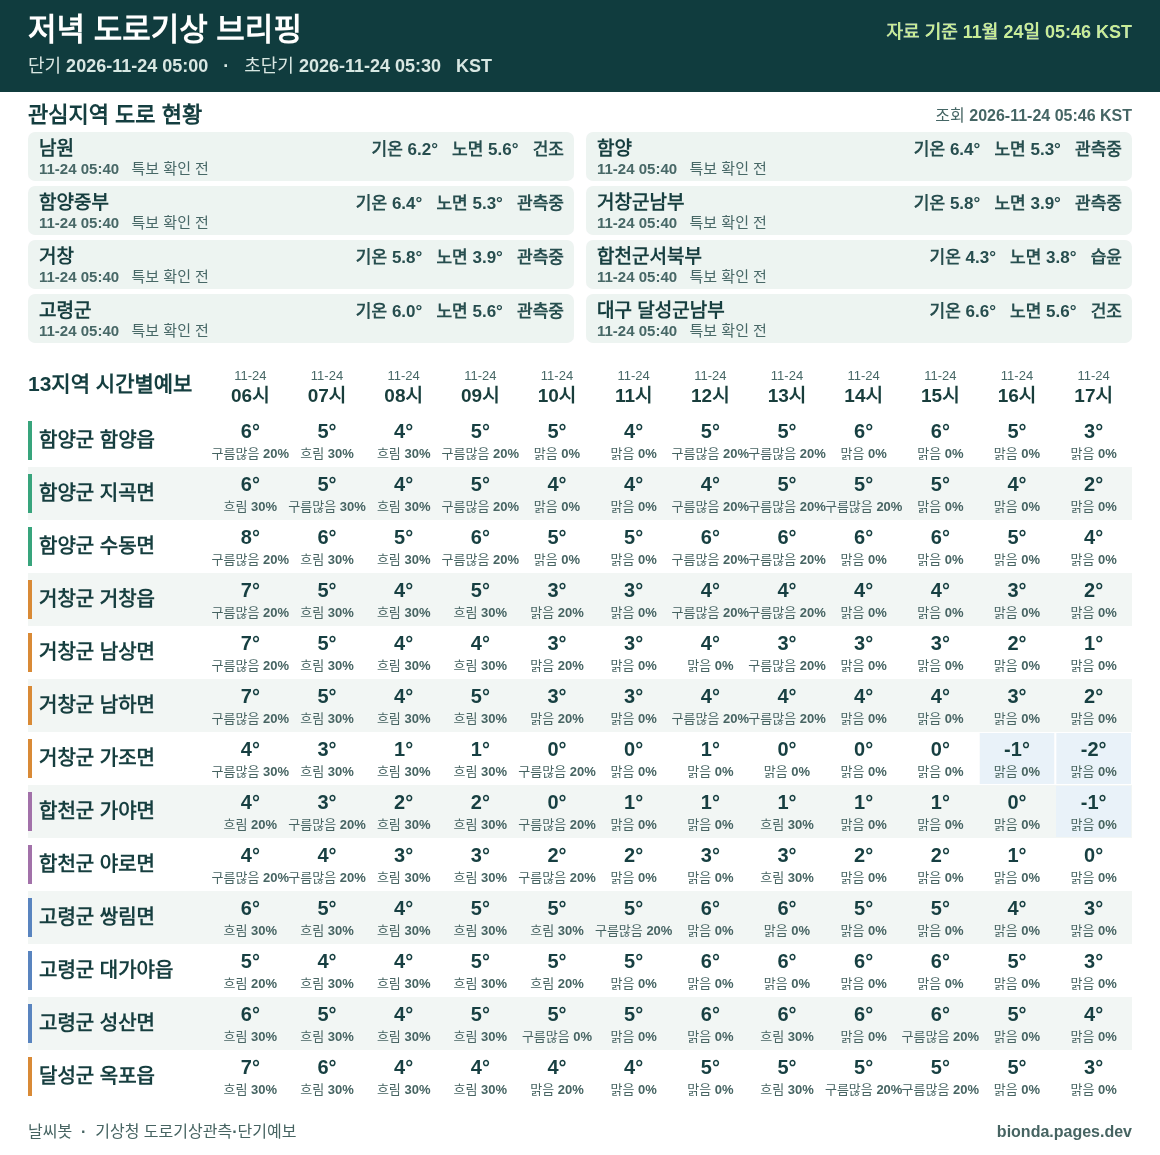 저녁 도로기상 브리핑
자료 기준 11월 24일 05:46 KST
단기 2026-11-24 05:00 · 초단기 2026-11-24 05:30 KST
관심지역 도로 현황
조회 2026-11-24 05:46 KST
남원 기온 6.2° 노면 5.6° 건조
11-24 05:40 특보 확인 전
함양 기온 6.4° 노면 5.3° 관측중
11-24 05:40 특보 확인 전
함양중부 기온 6.4° 노면 5.3° 관측중
11-24 05:40 특보 확인 전
거창군남부 기온 5.8° 노면 3.9° 관측중
11-24 05:40 특보 확인 전
거창 기온 5.8° 노면 3.9° 관측중
11-24 05:40 특보 확인 전
합천군서북부 기온 4.3° 노면 3.8° 습윤
11-24 05:40 특보 확인 전
고령군 기온 6.0° 노면 5.6° 관측중
11-24 05:40 특보 확인 전
대구 달성군남부 기온 6.6° 노면 5.6° 건조
11-24 05:40 특보 확인 전
13지역 시간별예보
11-24 11-24 11-24 11-24 11-24 11-24 11-24 11-24 11-24 11-24 11-24 11-24
06시 07시 08시 09시 10시 11시 12시 13시 14시 15시 16시 17시
함양군 함양읍
6° 5° 4° 5° 5° 4° 5° 5° 6° 6° 5° 3°
구름많음 20% 흐림 30% 흐림 30% 구름많음 20% 맑음 0% 맑음 0% 구름많음 20% 구름많음 20% 맑음 0% 맑음 0% 맑음 0% 맑음 0%
함양군 지곡면
6° 5° 4° 5° 4° 4° 4° 5° 5° 5° 4° 2°
흐림 30% 구름많음 30% 흐림 30% 구름많음 20% 맑음 0% 맑음 0% 구름많음 20% 구름많음 20% 구름많음 20% 맑음 0% 맑음 0% 맑음 0%
함양군 수동면
8° 6° 5° 6° 5° 5° 6° 6° 6° 6° 5° 4°
구름많음 20% 흐림 30% 흐림 30% 구름많음 20% 맑음 0% 맑음 0% 구름많음 20% 구름많음 20% 맑음 0% 맑음 0% 맑음 0% 맑음 0%
거창군 거창읍
7° 5° 4° 5° 3° 3° 4° 4° 4° 4° 3° 2°
구름많음 20% 흐림 30% 흐림 30% 흐림 30% 맑음 20% 맑음 0% 구름많음 20% 구름많음 20% 맑음 0% 맑음 0% 맑음 0% 맑음 0%
거창군 남상면
7° 5° 4° 4° 3° 3° 4° 3° 3° 3° 2° 1°
구름많음 20% 흐림 30% 흐림 30% 흐림 30% 맑음 20% 맑음 0% 맑음 0% 구름많음 20% 맑음 0% 맑음 0% 맑음 0% 맑음 0%
거창군 남하면
7° 5° 4° 5° 3° 3° 4° 4° 4° 4° 3° 2°
구름많음 20% 흐림 30% 흐림 30% 흐림 30% 맑음 20% 맑음 0% 구름많음 20% 구름많음 20% 맑음 0% 맑음 0% 맑음 0% 맑음 0%
거창군 가조면
4° 3° 1° 1° 0° 0° 1° 0° 0° 0° -1° -2°
구름많음 30% 흐림 30% 흐림 30% 흐림 30% 구름많음 20% 맑음 0% 맑음 0% 맑음 0% 맑음 0% 맑음 0% 맑음 0% 맑음 0%
합천군 가야면
4° 3° 2° 2° 0° 1° 1° 1° 1° 1° 0° -1°
흐림 20% 구름많음 20% 흐림 30% 흐림 30% 구름많음 20% 맑음 0% 맑음 0% 흐림 30% 맑음 0% 맑음 0% 맑음 0% 맑음 0%
합천군 야로면
4° 4° 3° 3° 2° 2° 3° 3° 2° 2° 1° 0°
구름많음 20% 구름많음 20% 흐림 30% 흐림 30% 구름많음 20% 맑음 0% 맑음 0% 흐림 30% 맑음 0% 맑음 0% 맑음 0% 맑음 0%
고령군 쌍림면
6° 5° 4° 5° 5° 5° 6° 6° 5° 5° 4° 3°
흐림 30% 흐림 30% 흐림 30% 흐림 30% 흐림 30% 구름많음 20% 맑음 0% 맑음 0% 맑음 0% 맑음 0% 맑음 0% 맑음 0%
고령군 대가야읍
5° 4° 4° 5° 5° 5° 6° 6° 6° 6° 5° 3°
흐림 20% 흐림 30% 흐림 30% 흐림 30% 흐림 20% 맑음 0% 맑음 0% 맑음 0% 맑음 0% 맑음 0% 맑음 0% 맑음 0%
고령군 성산면
6° 5° 4° 5° 5° 5° 6° 6° 6° 6° 5° 4°
흐림 30% 흐림 30% 흐림 30% 흐림 30% 구름많음 0% 맑음 0% 맑음 0% 흐림 30% 맑음 0% 구름많음 20% 맑음 0% 맑음 0%
달성군 옥포읍
7° 6° 4° 4° 4° 4° 5° 5° 5° 5° 5° 3°
흐림 30% 흐림 30% 흐림 30% 흐림 30% 맑음 20% 맑음 0% 맑음 0% 흐림 30% 구름많음 20% 구름많음 20% 맑음 0% 맑음 0%
날씨봇 · 기상청 도로기상관측·단기예보
bionda.pages.dev